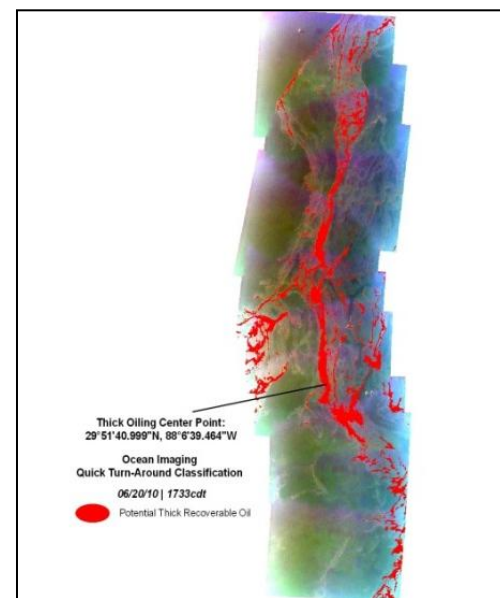 Thick Oiling Center Point:
29°51'40.999"N, 88°6'39.464"W
Ocean Imaging
Quick Turn-Around Classification
06/20/10 | 1733cdt
Potential Thick Recoverable Oil